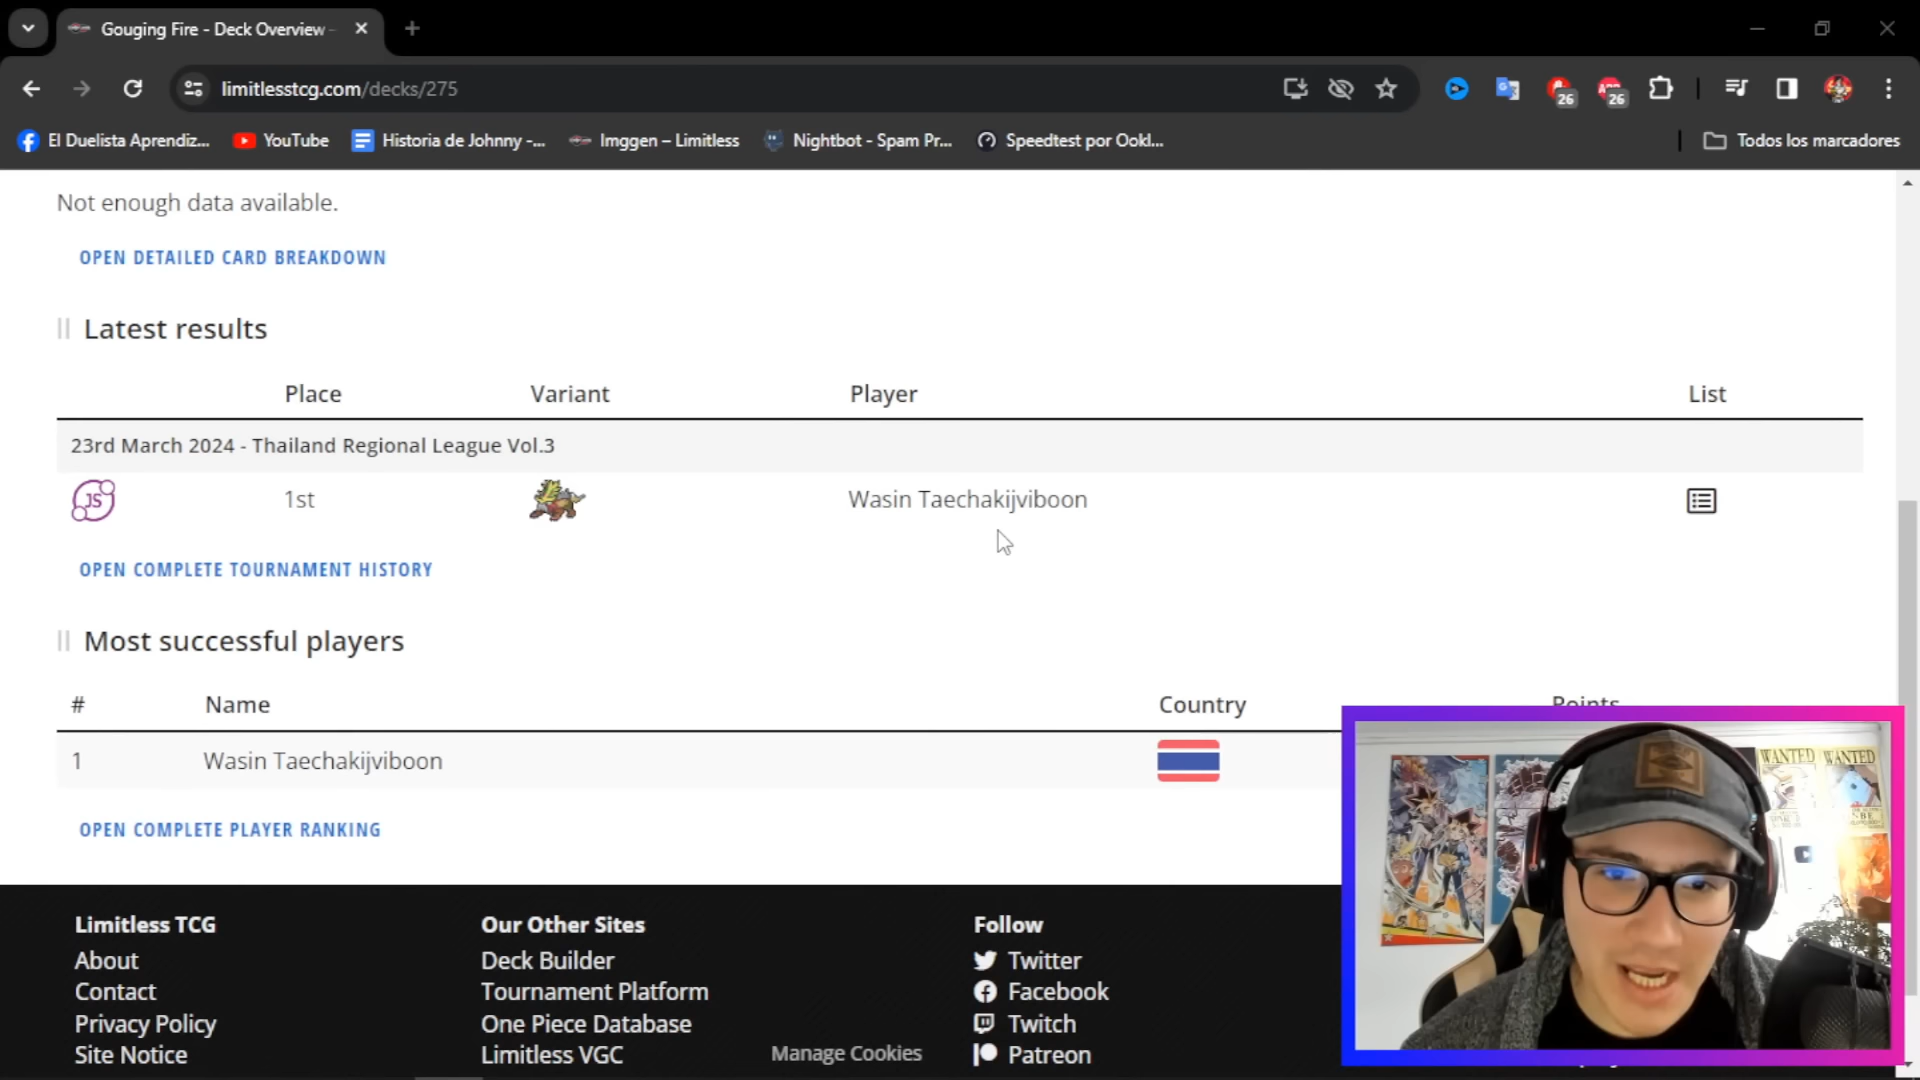 Gouging Fire - Deck Overview -
limitlesstcg.com/decks/275
26
26
El Duelista Aprendiz...
YouTube
Historia de Johnny -...
Imggen – Limitless
Nightbot - Spam Pr...
Speedtest por Ookl...
Todos los marcadores
Not enough data available.
OPEN DETAILED CARD BREAKDOWN
Latest results
Place Variant Player List
23rd March 2024 - Thailand Regional League Vol.3
JS 1st Wasin Taechakijviboon
OPEN COMPLETE TOURNAMENT HISTORY
Most successful players
# Name Country Points
1 Wasin Taechakijviboon
OPEN COMPLETE PLAYER RANKING
WANTED WANTED
Limitless TCG
About
Contact
Privacy Policy
Site Notice
Our Other Sites
Deck Builder
Tournament Platform
One Piece Database
Limitless VGC
Manage Cookies
Follow
Twitter
Facebook
Twitch
Patreon